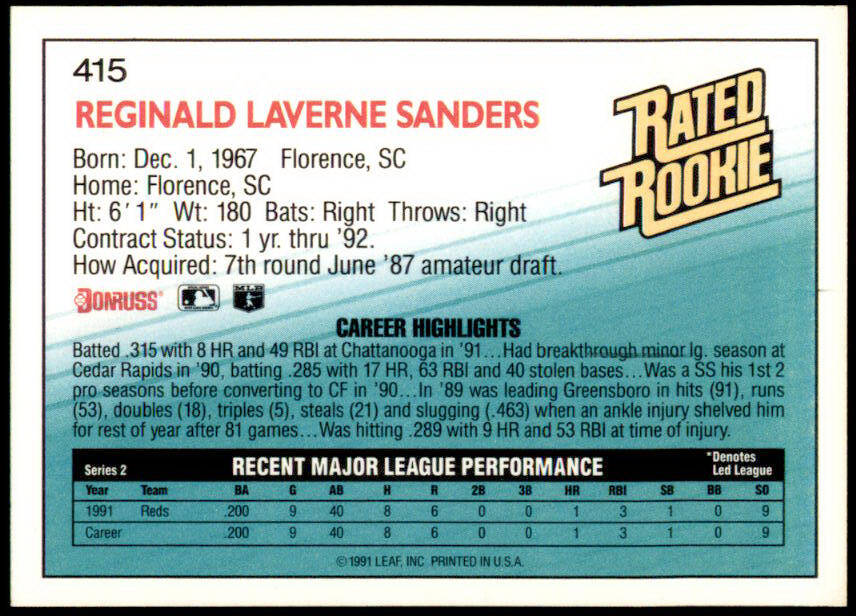 415
REGINALD LAVERNE SANDERS
RATED
ROOKIE
Born: Dec. 1, 1967 Florence, SC
Home: Florence, SC
Ht: 6'1" Wt: 180 Bats: Right Throws: Right
Contract Status: 1 yr. thru '92.
How Acquired: 7th round June '87 amateur draft.
DONRUSS MLB
CAREER HIGHLIGHTS
Batted .315 with 8 HR and 49 RBI at Chattanooga in '91...Had breakthrough minor lg. season at
Cedar Rapids in '90, batting .285 with 17 HR, 63 RBI and 40 stolen bases...Was a SS his 1st 2
pro seasons before converting to CF in '90...In '89 was leading Greensboro in hits (91), runs
(53), doubles (18), triples (5), steals (21) and slugging (.463) when an ankle injury shelved him
for rest of year after 81 games...Was hitting .289 with 9 HR and 53 RBI at time of injury.
Series 2 RECENT MAJOR LEAGUE PERFORMANCE *Denotes
Led League
Year Team BA G AB H R 2B 3B HR RBI SB BB SO
1991 Reds .200 9 40 8 6 0 0 1 3 1 0 9
Career .200 9 40 8 6 0 0 1 3 1 0 9
©1991 LEAF, INC PRINTED IN U.S.A.